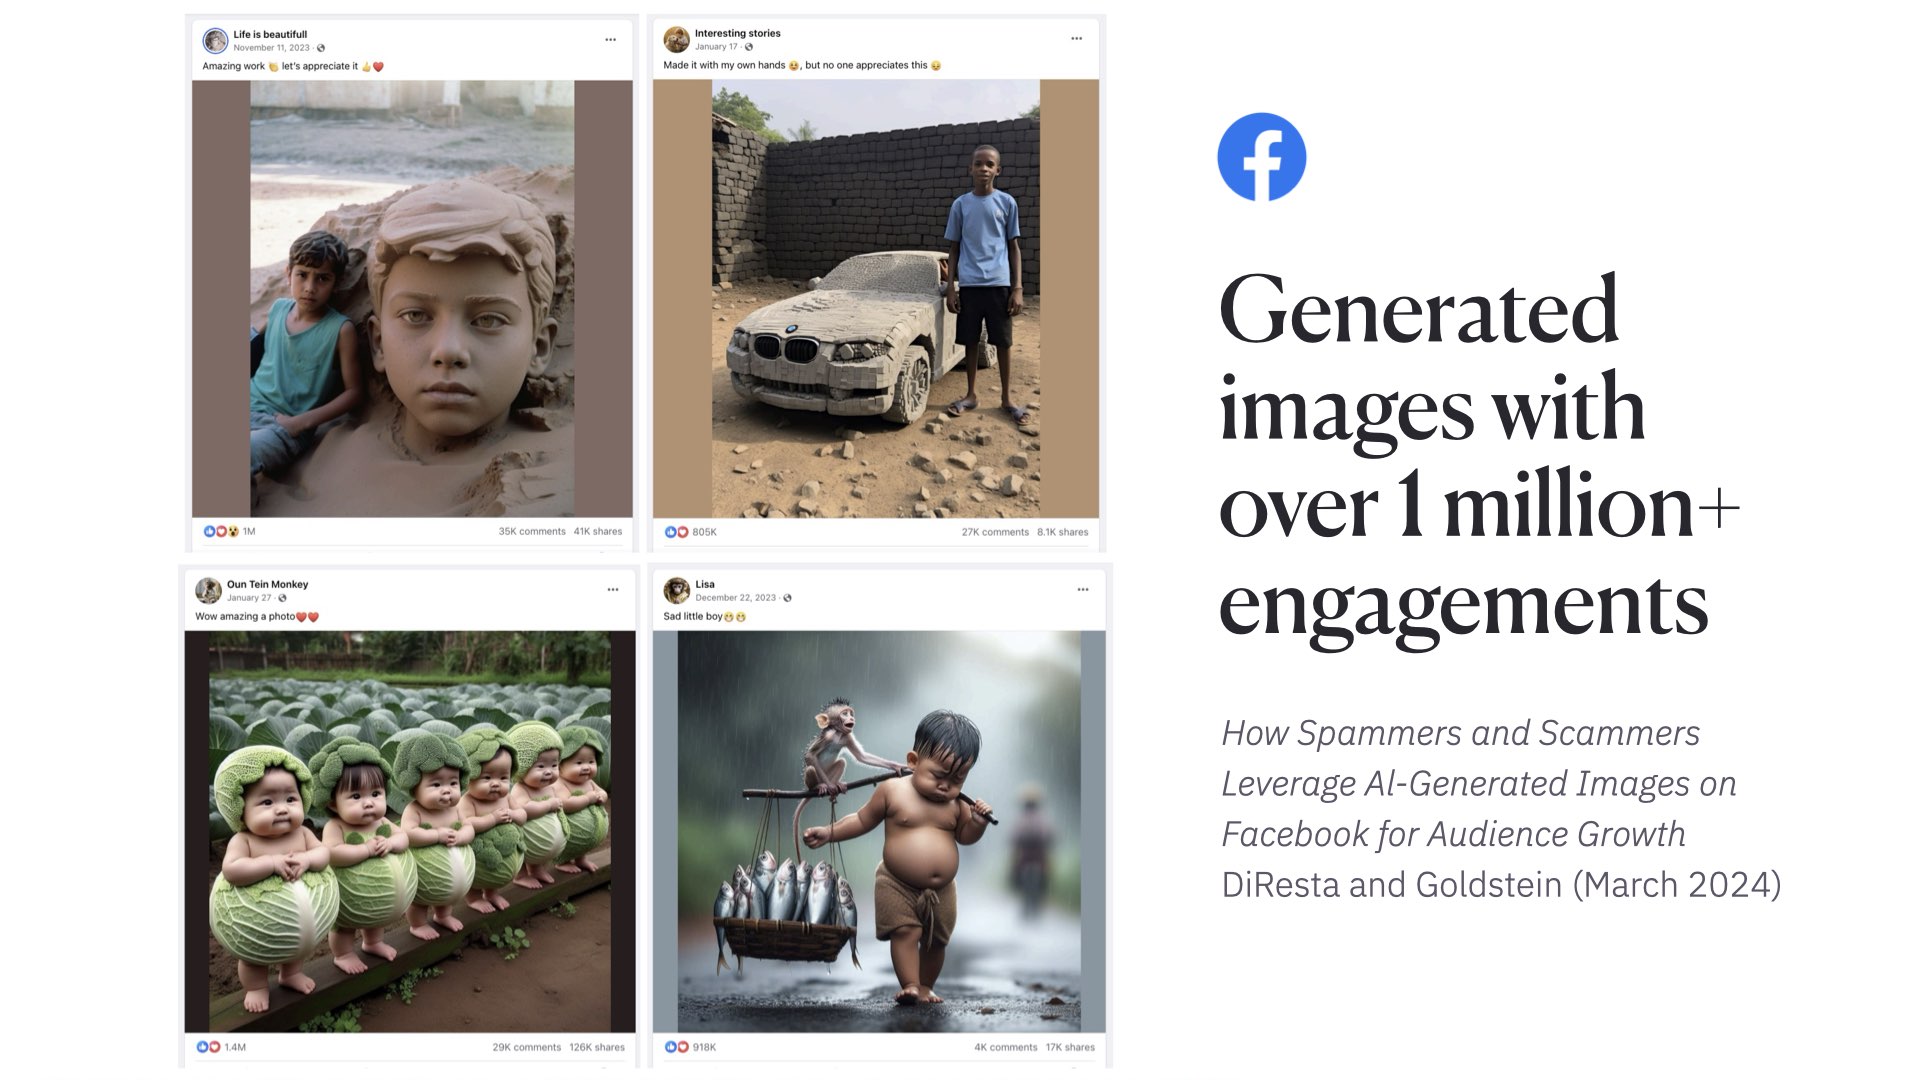 Life is beautifull
November 11, 2023 ·
Amazing work 👏 let's appreciate it 👍❤️
1M 35K comments 41K shares
Interesting stories
January 17 ·
Made it with my own hands 😆, but no one appreciates this 😖
805K 27K comments 8.1K shares
Oun Tein Monkey
January 27 ·
Wow amazing a photo❤️❤️
1.4M 29K comments 126K shares
Lisa
December 22, 2023 ·
Sad little boy😁😁
918K 4K comments 17K shares
Generated
images with
over 1 million+
engagements
How Spammers and Scammers
Leverage AI-Generated Images on
Facebook for Audience Growth
DiResta and Goldstein (March 2024)